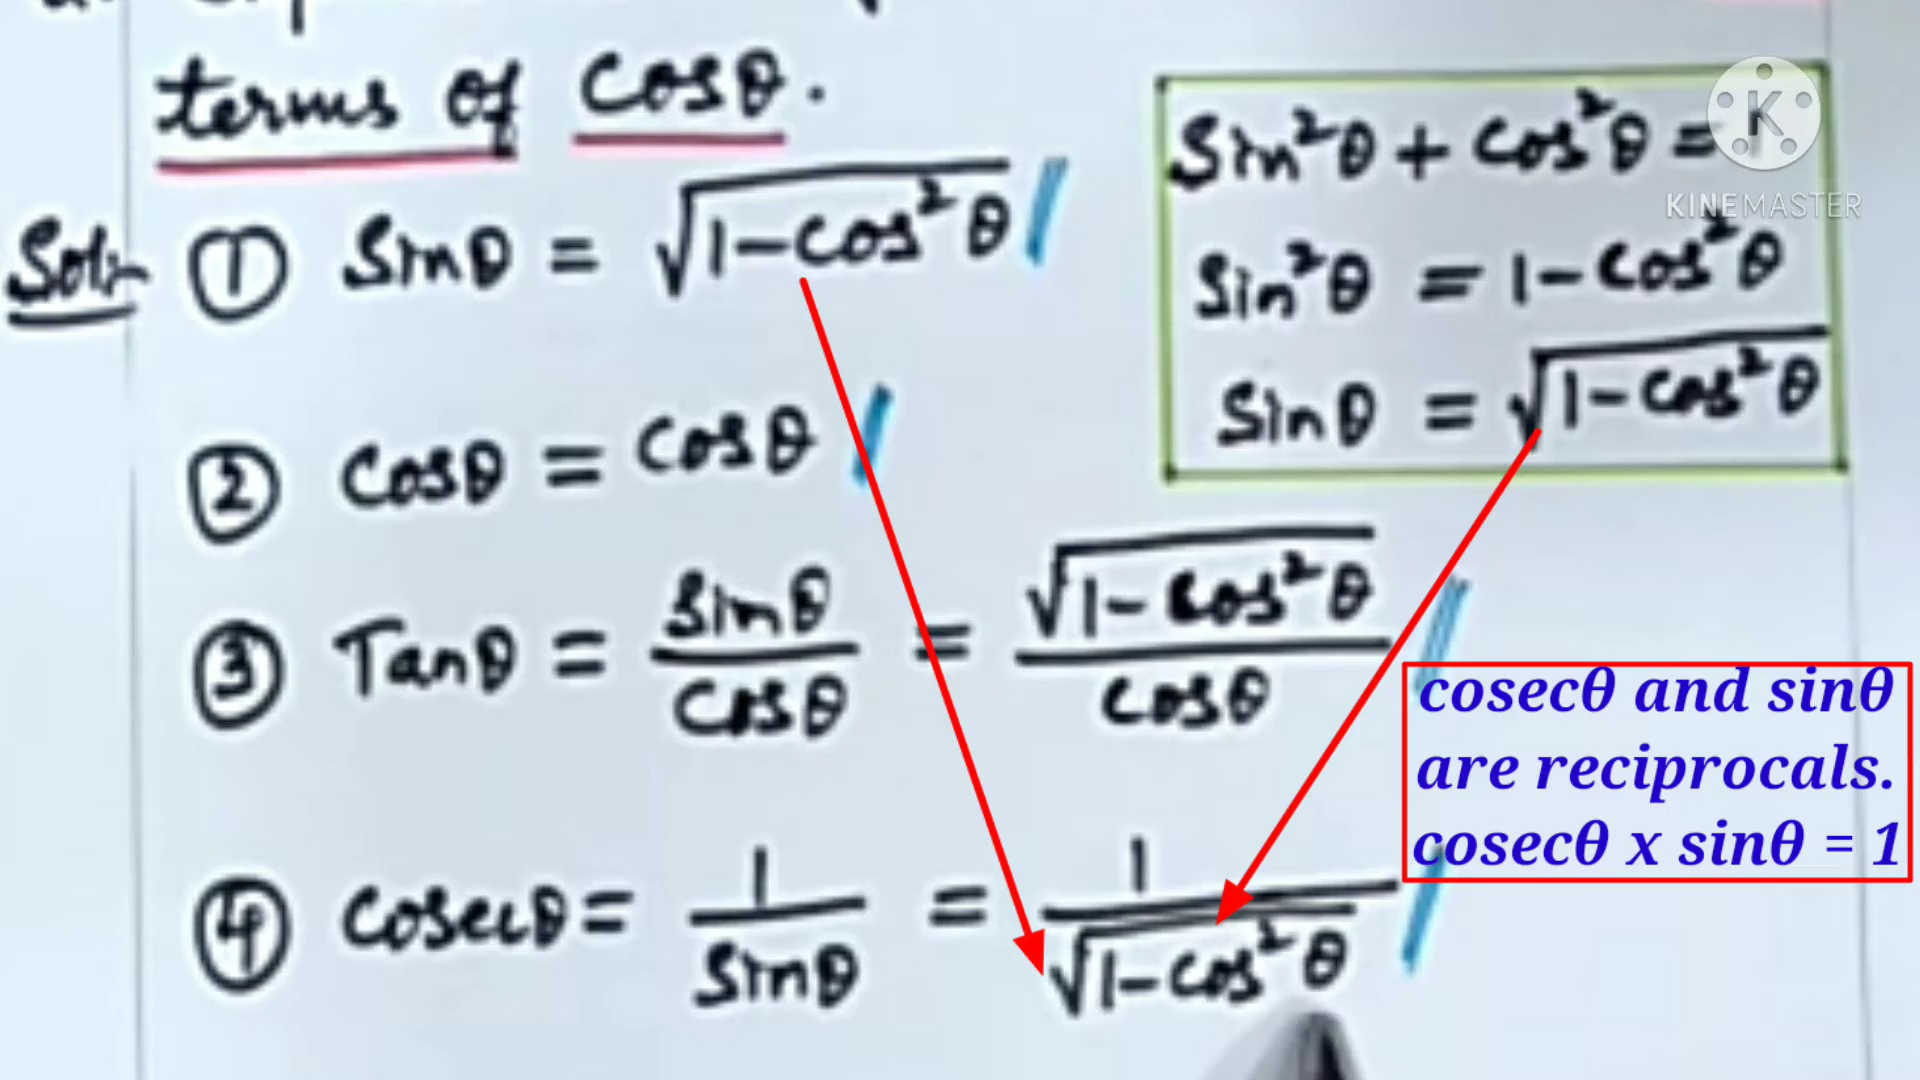 terms of Cosθ.
Soln ① Sinθ = √1-cos²θ
② Cosθ = cosθ
③ Tanθ = sinθ/cosθ = √1-cos²θ/cosθ
④ Cosecθ = 1/sinθ = 1/√1-cos²θ
Sin²θ + cos²θ = 1
Sin²θ = 1-cos²θ
Sinθ = √1-cos²θ
K
KINEMASTER
cosecθ and sinθ
are reciprocals.
cosecθ x sinθ = 1